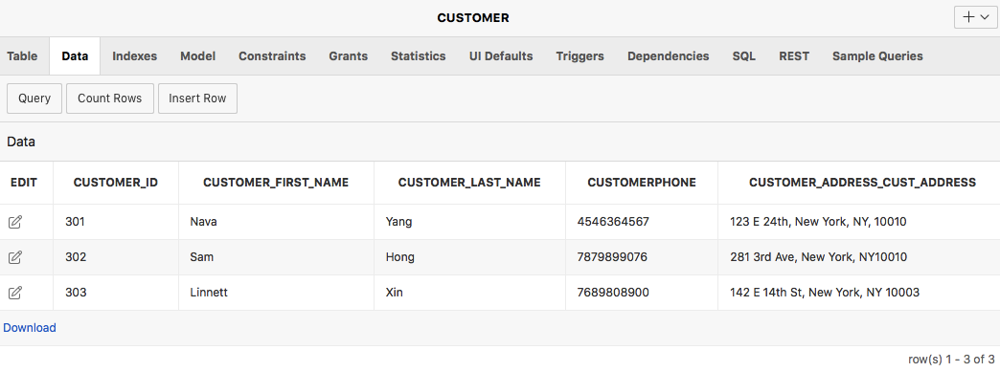 CUSTOMER
Table Data Indexes Model Constraints Grants Statistics UI Defaults Triggers Dependencies SQL REST Sample Queries
Query Count Rows Insert Row
Data
EDIT CUSTOMER_ID CUSTOMER_FIRST_NAME CUSTOMER_LAST_NAME CUSTOMERPHONE CUSTOMER_ADDRESS_CUST_ADDRESS
301 Nava Yang 4546364567 123 E 24th, New York, NY, 10010
302 Sam Hong 7879899076 281 3rd Ave, New York, NY10010
303 Linnett Xin 7689808900 142 E 14th St, New York, NY 10003
Download
row(s) 1 - 3 of 3